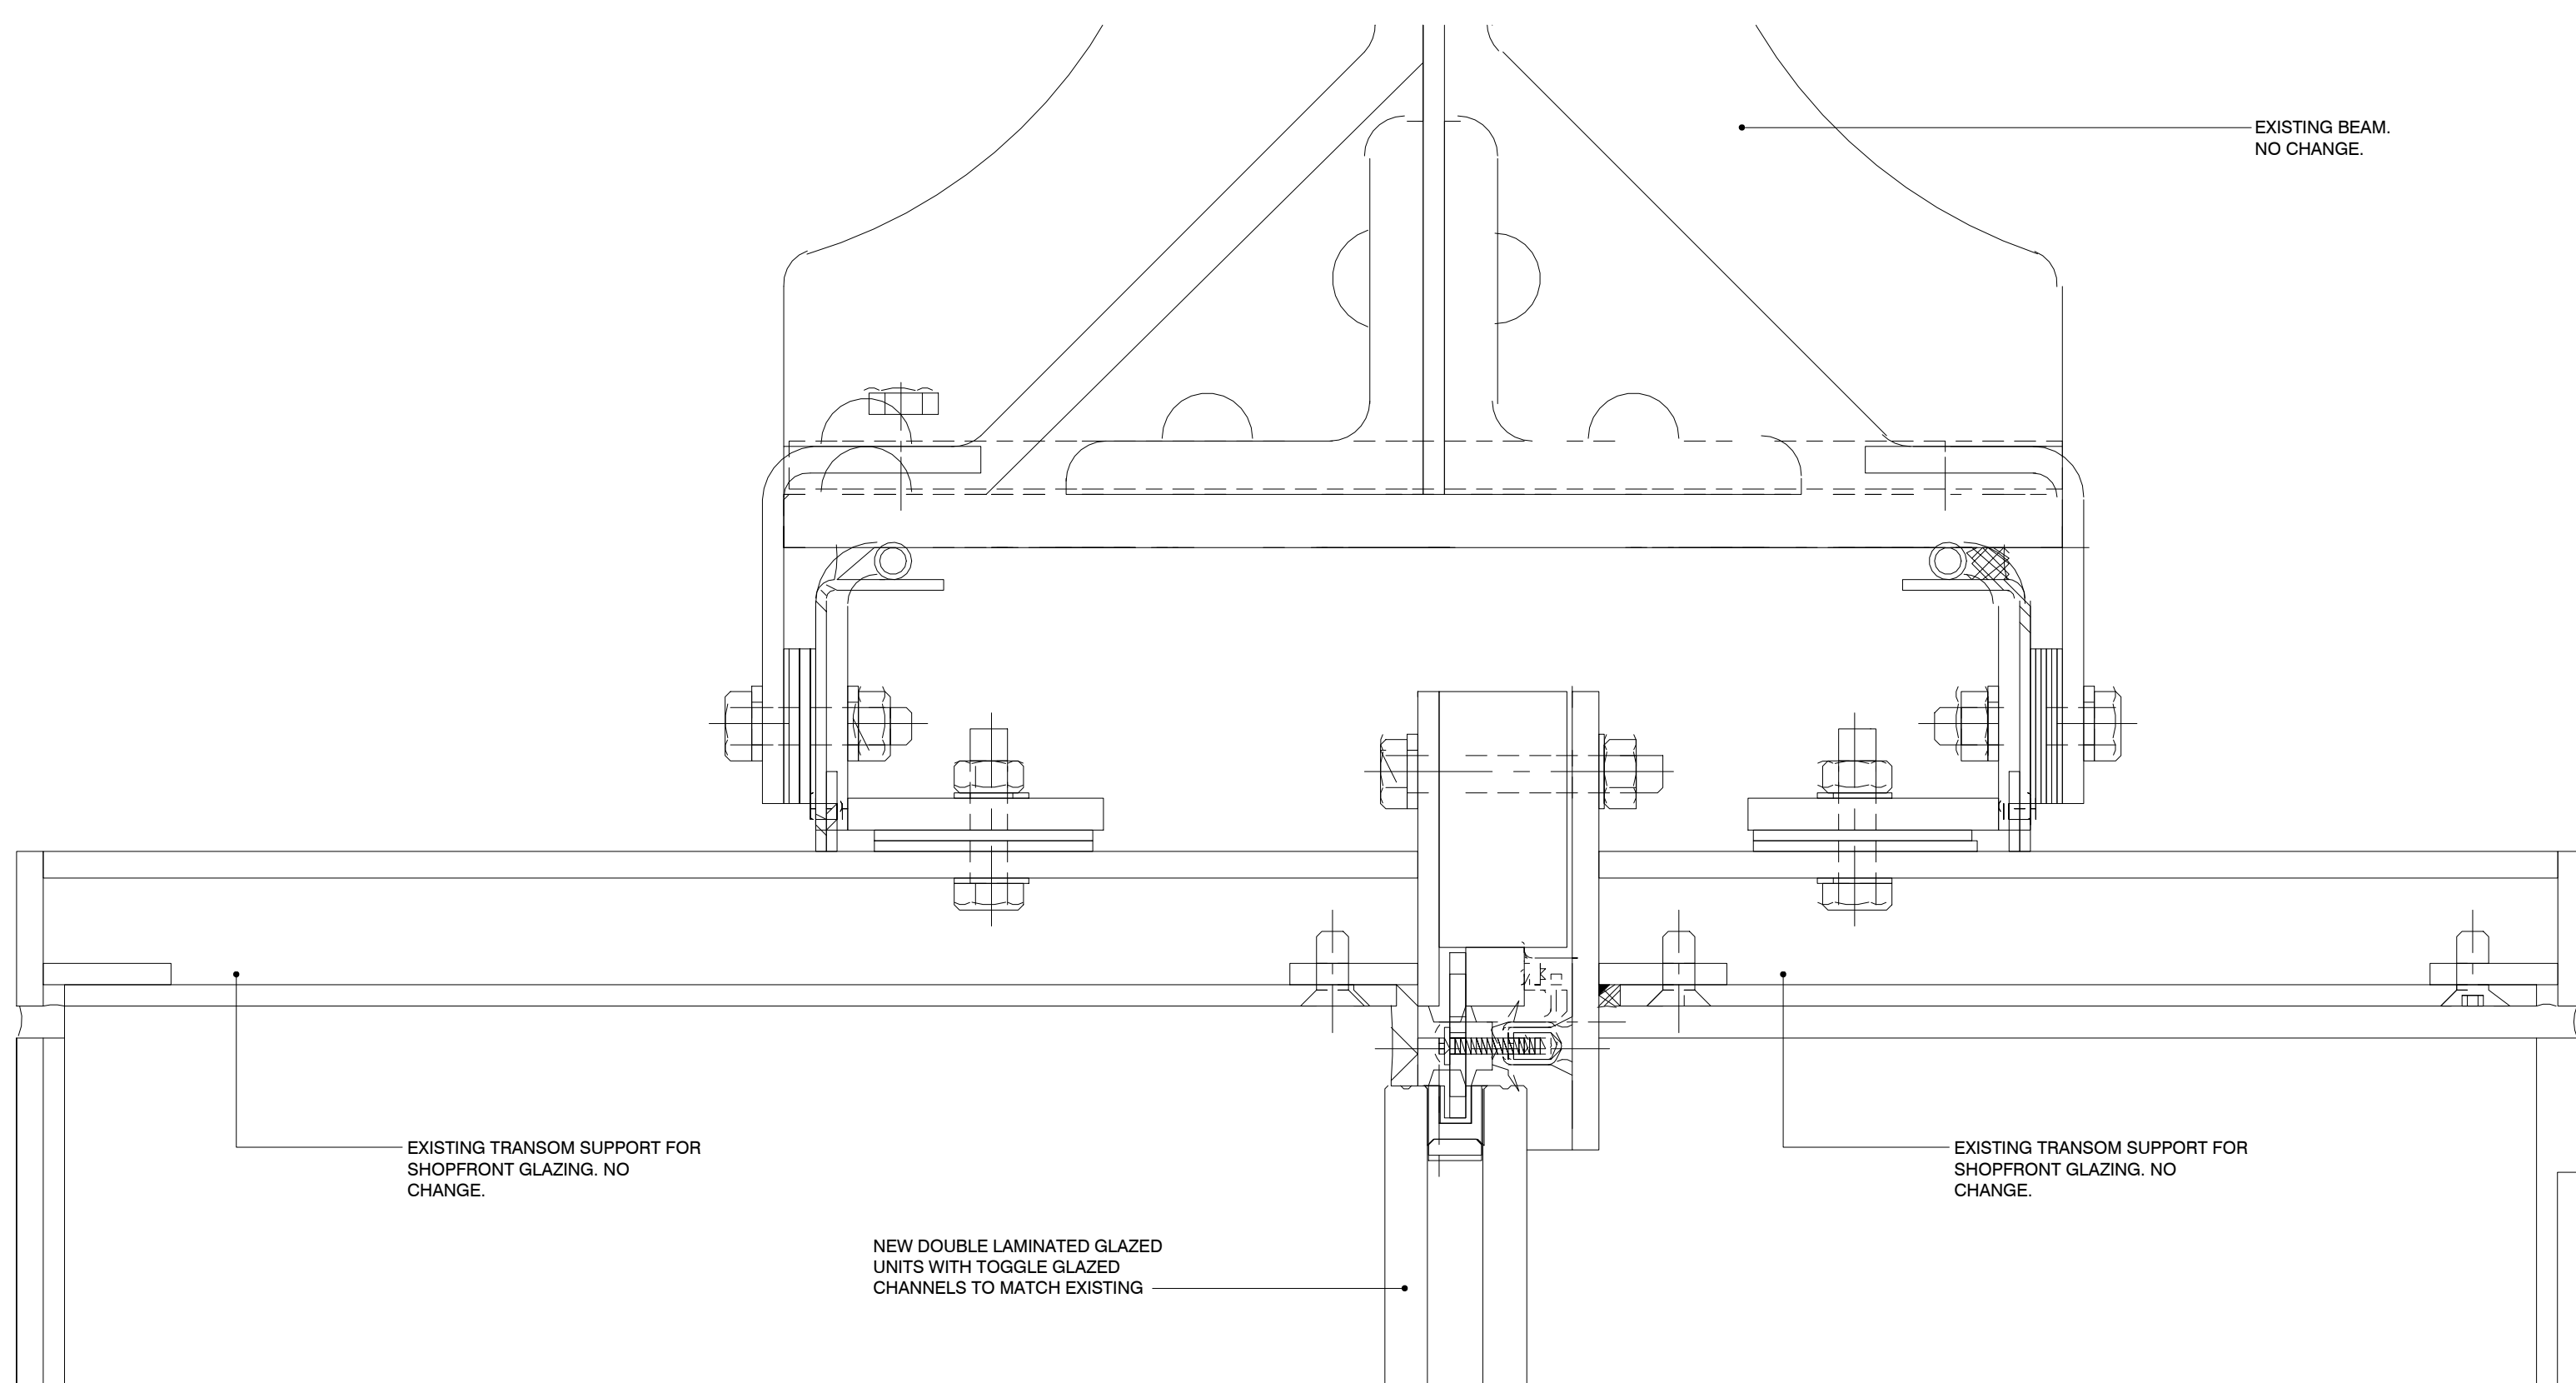 EXISTING BEAM.
NO CHANGE.
EXISTING TRANSOM SUPPORT FOR
SHOPFRONT GLAZING. NO
CHANGE.
EXISTING TRANSOM SUPPORT FOR
SHOPFRONT GLAZING. NO
CHANGE.
NEW DOUBLE LAMINATED GLAZED
UNITS WITH TOGGLE GLAZED
CHANNELS TO MATCH EXISTING